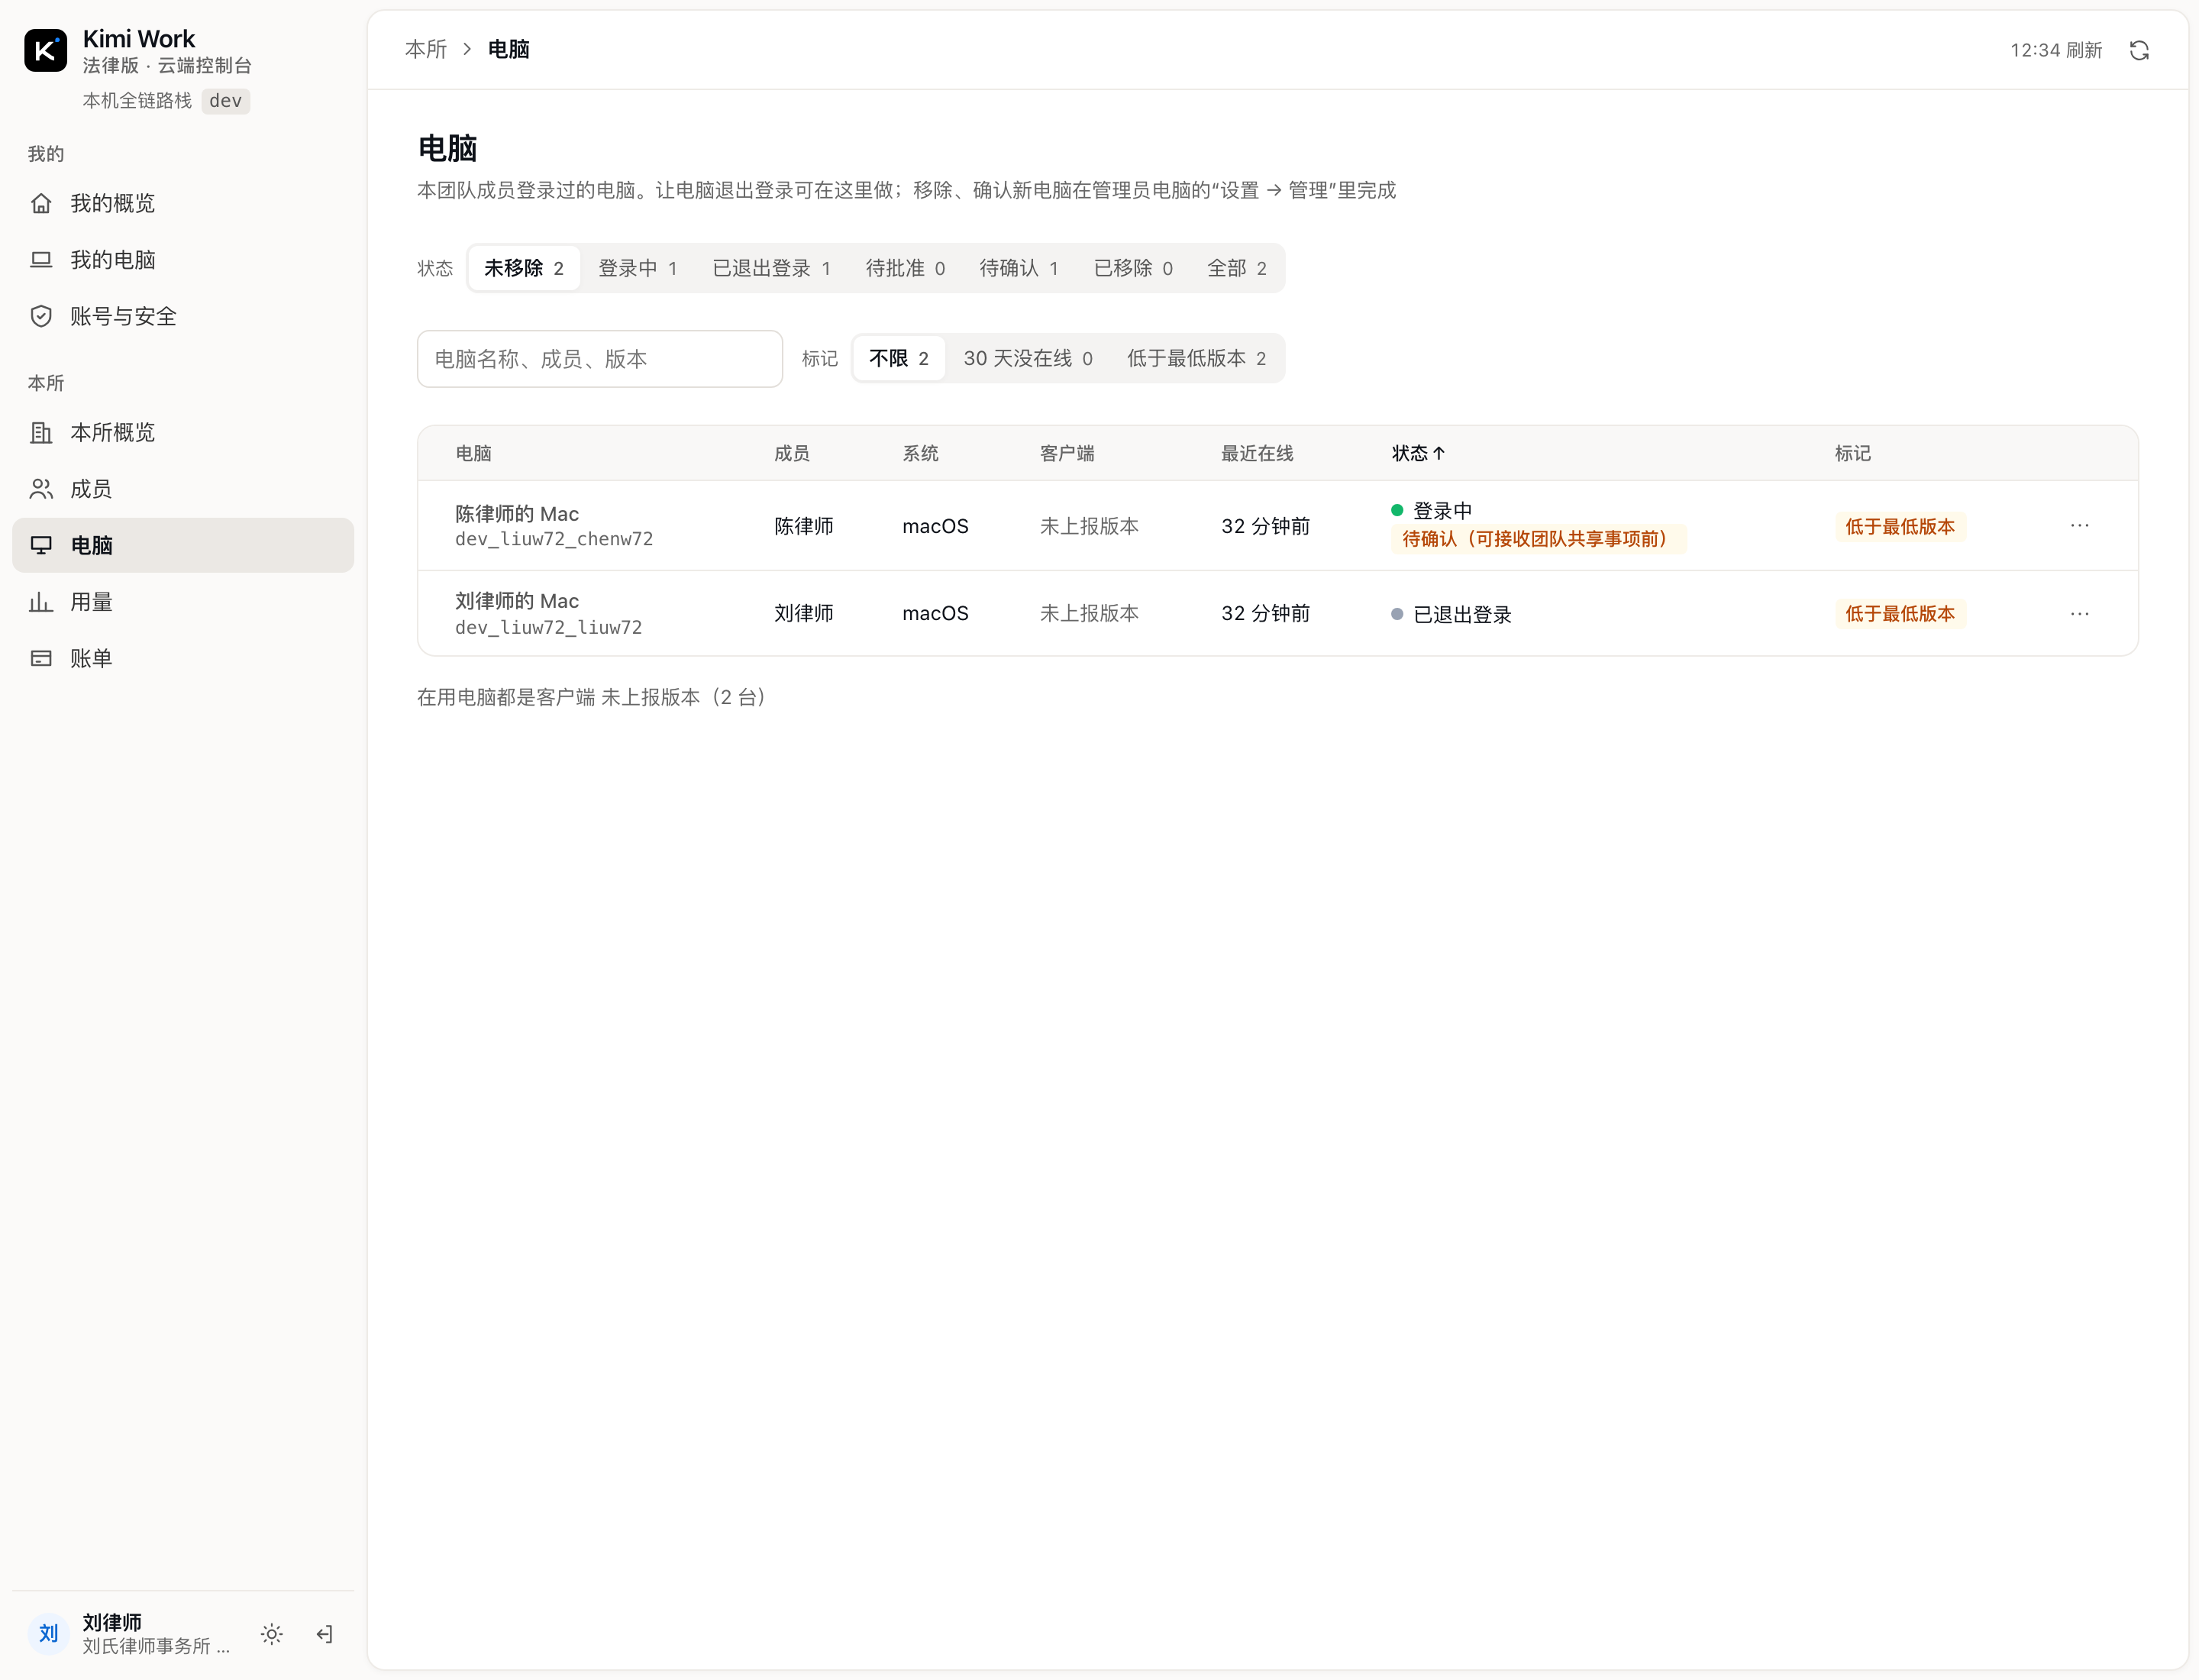 Kimi Work
法律版 · 云端控制台
本机全链路栈 dev
我的
我的概览
我的电脑
账号与安全
本所
本所概览
成员
电脑
用量
账单
刘
刘律师
刘氏律师事务所 ...
本所 > 电脑
12:34 刷新
电脑
本团队成员登录过的电脑。让电脑退出登录可在这里做；移除、确认新电脑在管理员电脑的“设置 → 管理”里完成
状态 未移除 2 登录中 1 已退出登录 1 待批准 0 待确认 1 已移除 0 全部 2
电脑名称、成员、版本 标记 不限 2 30 天没在线 0 低于最低版本 2
电脑 成员 系统 客户端 最近在线 状态↑ 标记
陈律师的 Mac
dev_liuw72_chenw72
陈律师 macOS 未上报版本 32 分钟前
登录中
待确认（可接收团队共享事项前）
低于最低版本 ...
刘律师的 Mac
dev_liuw72_liuw72
刘律师 macOS 未上报版本 32 分钟前 已退出登录 低于最低版本 ...
在用电脑都是客户端 未上报版本（2 台）